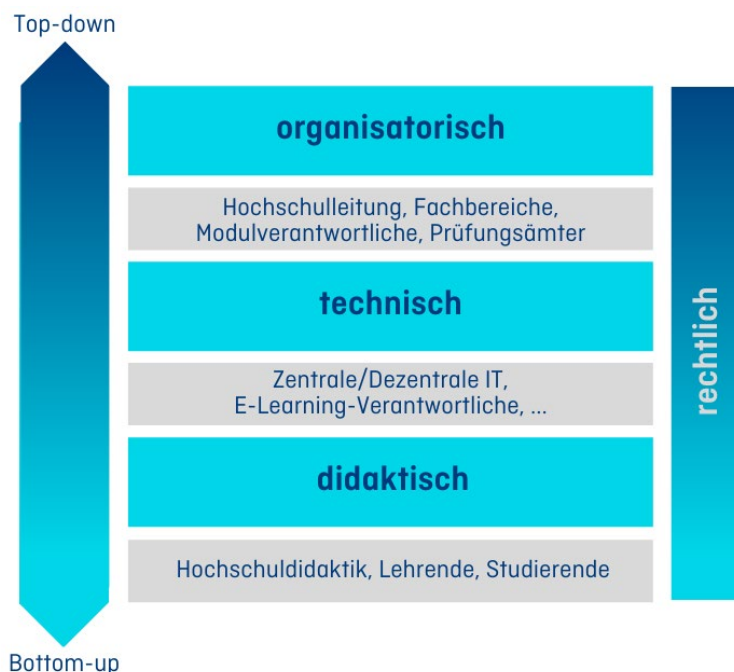 Top-down
organisatorisch
Hochschulleitung, Fachbereiche,
Modulverantwortliche, Prüfungsämter
technisch
Zentrale/Dezentrale IT,
E-Learning-Verantwortliche, ...
didaktisch
Hochschuldidaktik, Lehrende, Studierende
rechtlich
Bottom-up